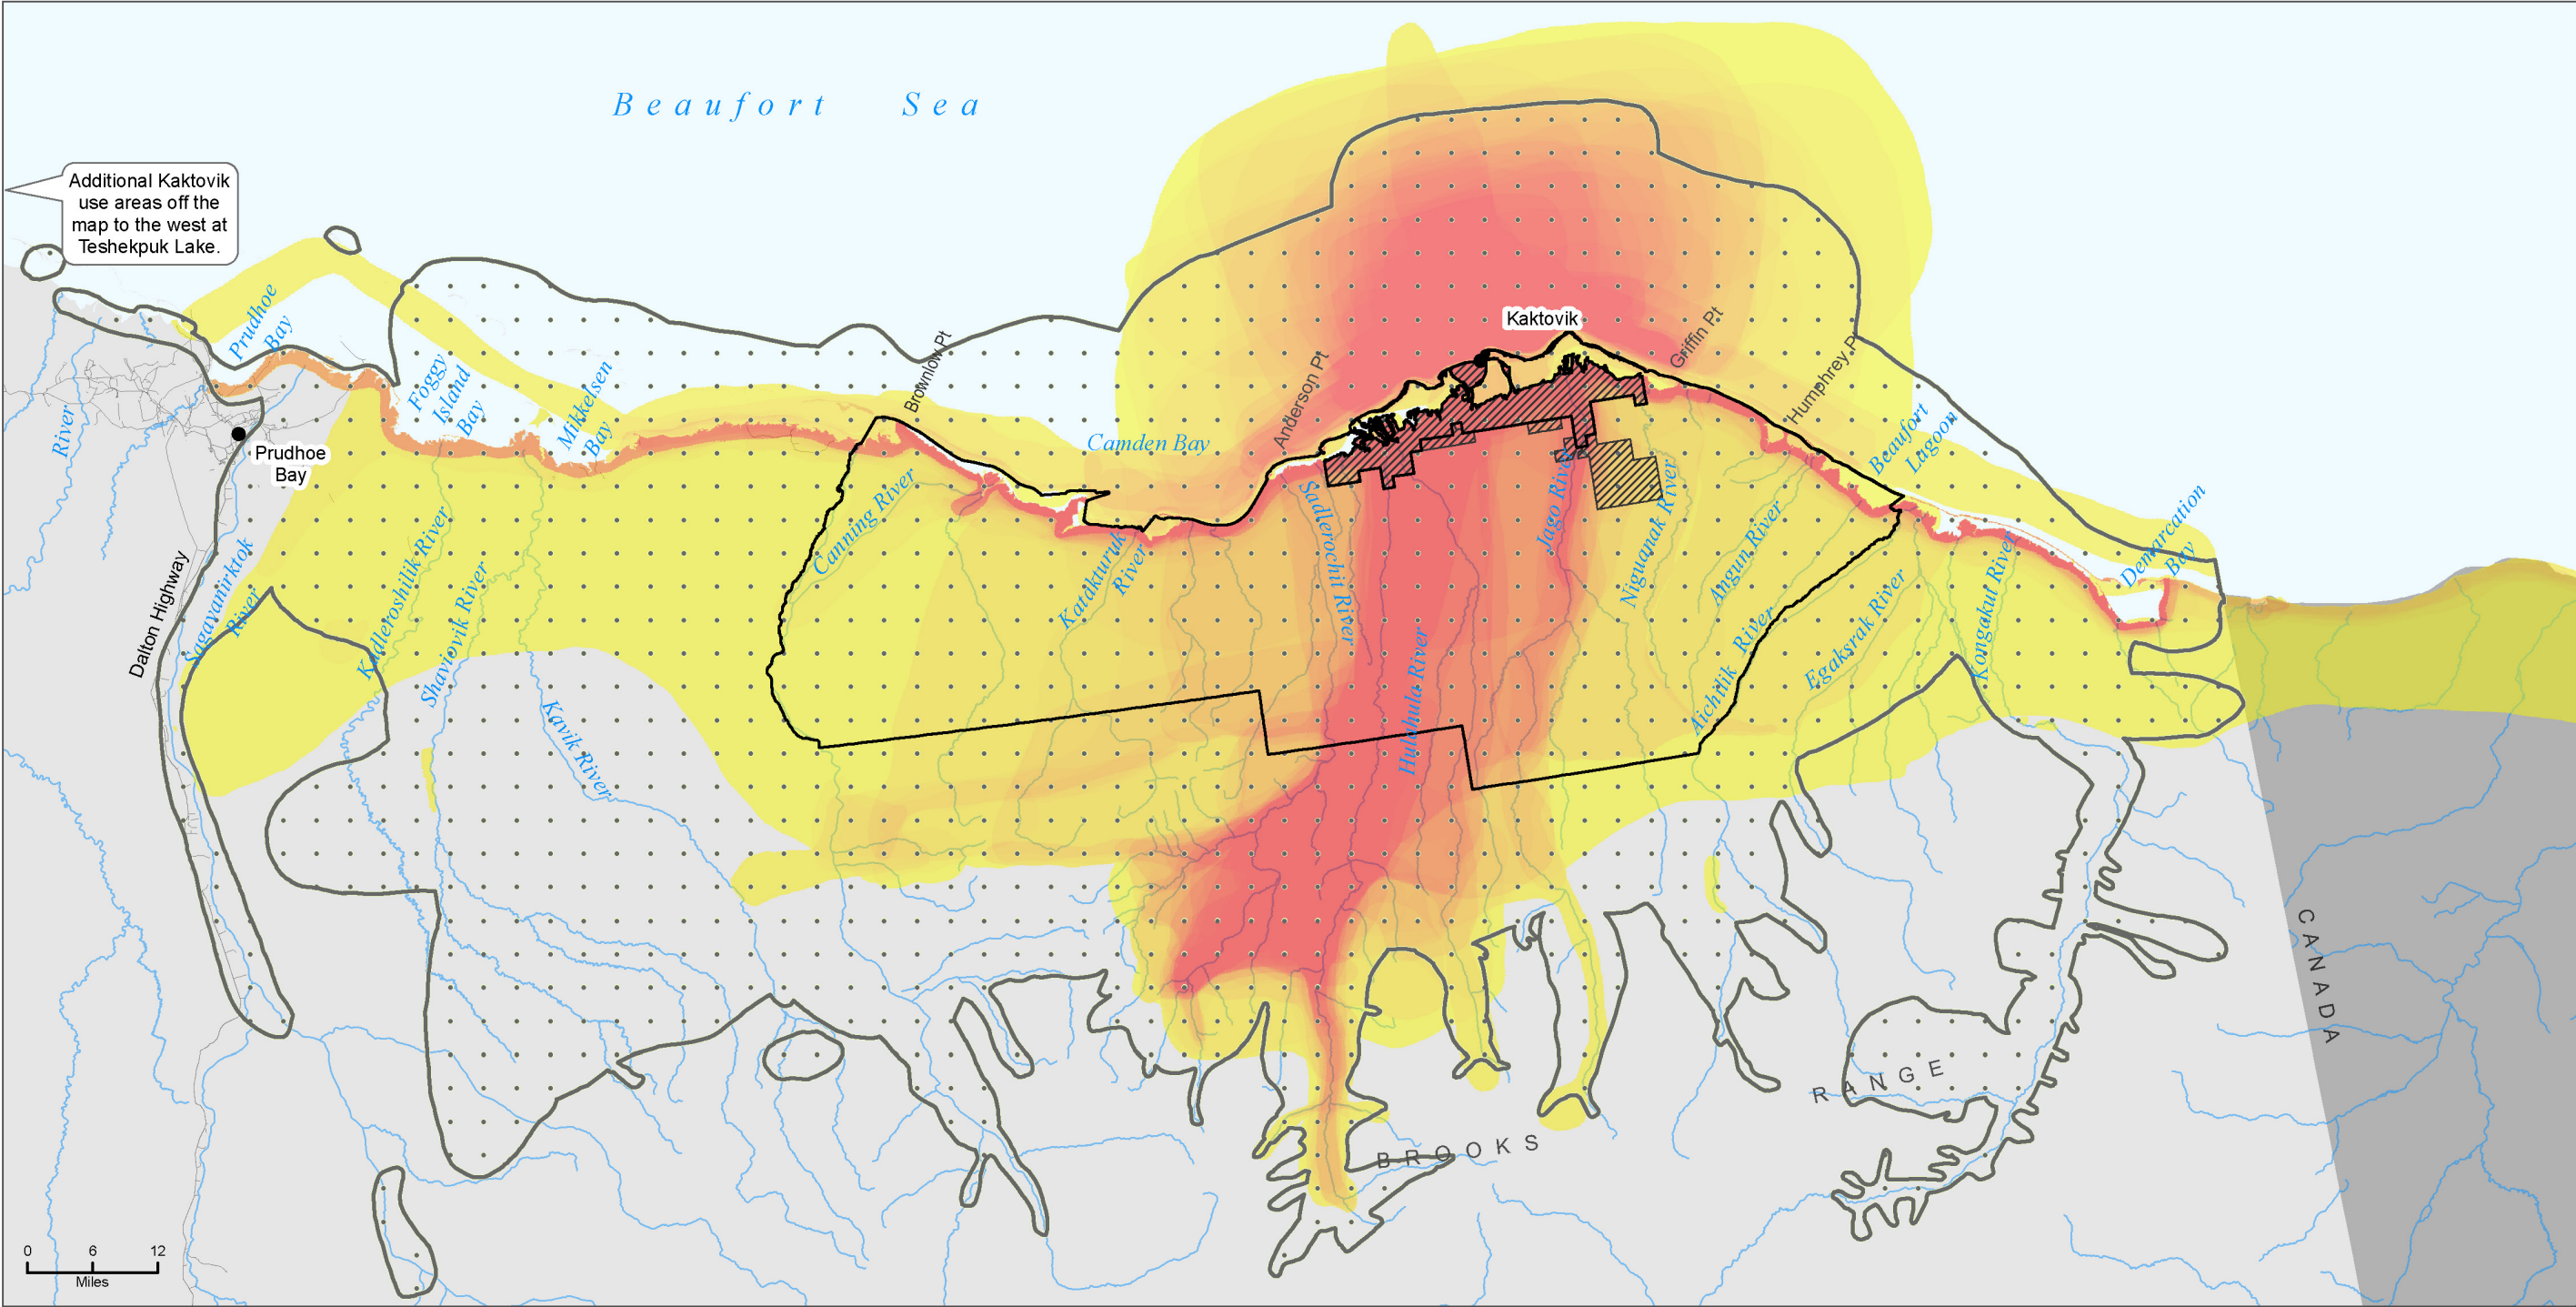 Beaufort Sea
Additional Kaktovik
use areas off the
map to the west at
Teshekpuk Lake.
Prudhoe
Bay
Foggy
Island
Bay
Mikkelsen
Bay
Brownlow Pt
Camden Bay
Anderson Pt
Kaktovik
Griffin Pt
Humphrey Pt
Beaufort
Lagoon
Demarcation
Bay
River
Prudhoe
Bay
Dalton Highway
Sagavanirktok
River
Kadleroshilik River
Shaviovik River
Kavik River
Canning River
Katakturuk
River
Sadlerochit River
Hulahula River
Jago River
Niguanak River
Angun River
Aichilik River
Egaksrak River
Kongakut River
CANADA
BROOKS
RANGE
0 6 12
Miles